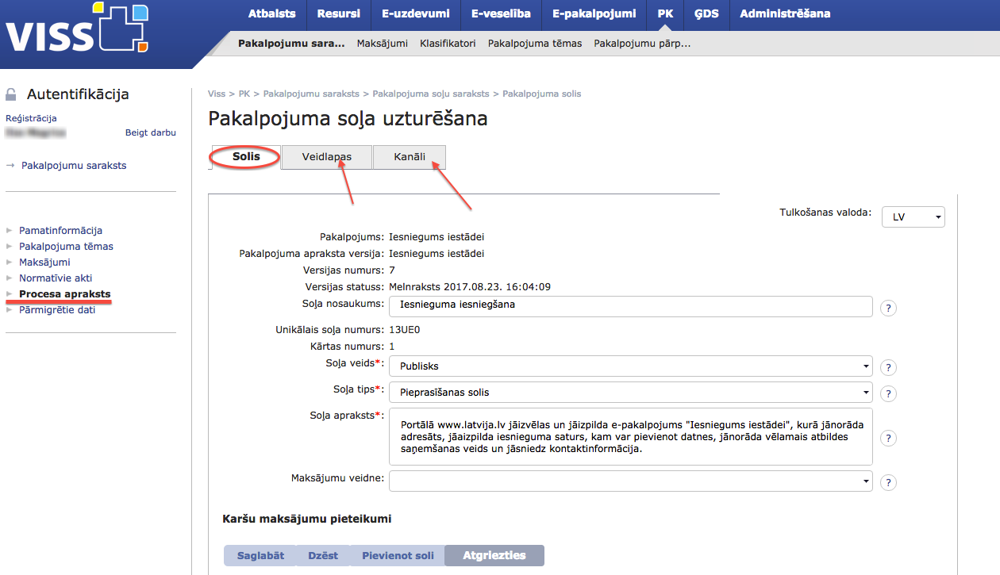 VISS
Atbalsts Resursi E-uzdevumi E-veselība E-pakalpojumi PK ĢDS Administrēšana
Pakalpojumu sara... Maksājumi Klasifikatori Pakalpojuma tēmas Pakalpojumu pārp...
Autentifikācija
Reģistrācija
Beigt darbu
→ Pakalpojumu saraksts
Pamatinformācija
Pakalpojuma tēmas
Maksājumi
Normatīvie akti
Procesa apraksts
Pārmigrētie dati
Viss > PK > Pakalpojumu saraksts > Pakalpojuma soļu saraksts > Pakalpojuma solis
Pakalpojuma soļa uzturēšana
Solis Veidlapas Kanāli
Tulkošanas valoda: LV
Pakalpojums: Iesniegums iestādei
Pakalpojuma apraksta versija: Iesniegums iestādei
Versijas numurs: 7
Versijas statuss: Melnraksts 2017.08.23. 16:04:09
Soļa nosaukums: Iesnieguma iesniegšana ?
Unikālais soļa numurs: 13UE0
Kārtas numurs: 1
Soļa veids*: Publisks ?
Soļa tips*: Pieprasīšanas solis ?
Soļa apraksts*: Portālā www.latvija.lv jāizvēlas un jāizpilda e-pakalpojums "Iesniegums iestādei", kurā jānorāda
adresāts, jāaizpilda iesnieguma saturs, kam var pievienot datnes, jānorāda vēlamais atbildes ?
saņemšanas veids un jāsniedz kontaktinformācija.
Maksājumu veidne: ?
Karšu maksājumu pieteikumi
Saglabāt Dzēst Pievienot soli Atgriezties